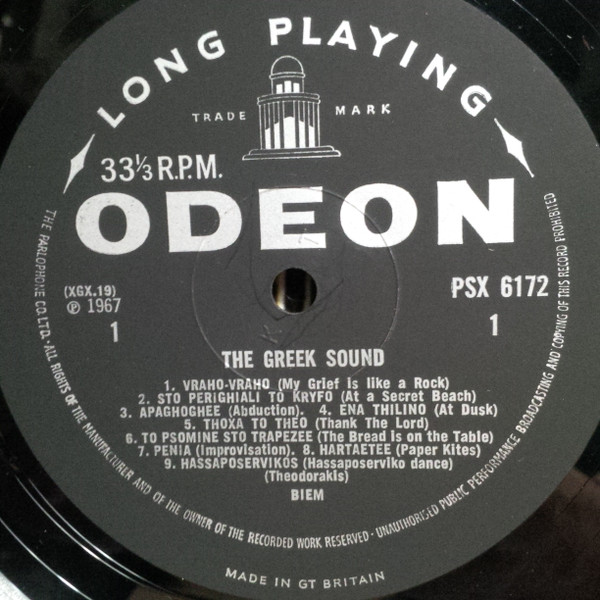 LONG PLAYING
TRADE MARK
33⅓ R.P.M.
ODEON
(XGX.19)
℗ 1967
1
PSX 6172
1
THE GREEK SOUND
1. VRAHO-VRAHO (My Grief is like a Rock)
2. STO PERIGHIALI TO KRYFO (At a Secret Beach)
3. APAGHOGHEE (Abduction). 4. ENA THILINO (At Dusk)
5. THOXA TO THEO (Thank The Lord)
6. TO PSOMINE STO TRAPEZEE (The Bread is on the Table)
7. PENIA (Improvisation). 8. HARTAETEE (Paper Kites)
9. HASSAPOSERVIKOS (Hassaposerviko dance)
(Theodorakis)
BIEM
THE PARLOPHONE CO. LTD. · ALL RIGHTS OF THE MANUFACTURER AND OF THE OWNER OF THE RECORDED WORK RESERVED · UNAUTHORISED PUBLIC PERFORMANCE BROADCASTING AND COPYING OF THIS RECORD PROHIBITED
MADE IN GT BRITAIN